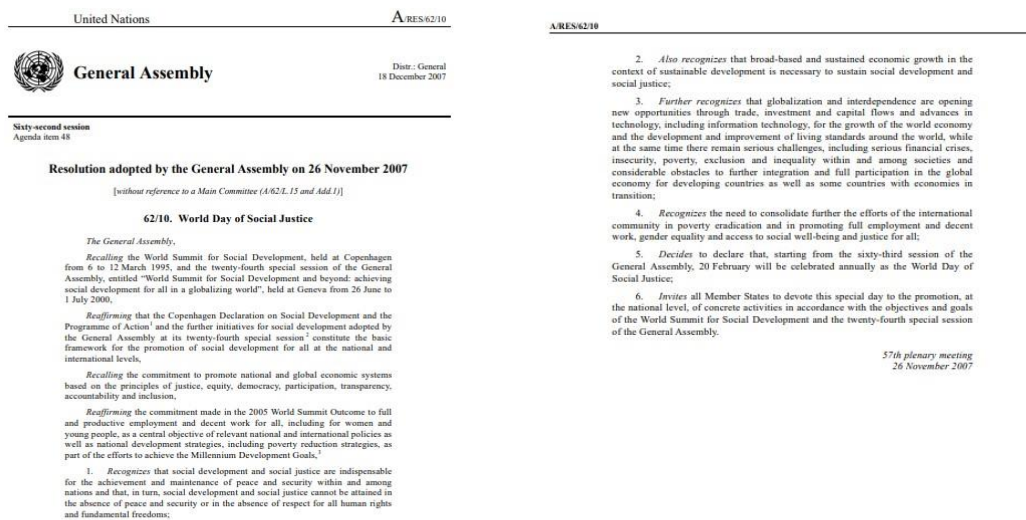 United Nations A/RES/62/10
General Assembly
Distr.: General
18 December 2007
Sixty-second session
Agenda item 48
Resolution adopted by the General Assembly on 26 November 2007
[without reference to a Main Committee (A/62/L.15 and Add.1)]
62/10. World Day of Social Justice
The General Assembly,
Recalling the World Summit for Social Development, held at Copenhagen
from 6 to 12 March 1995, and the twenty-fourth special session of the General
Assembly, entitled “World Summit for Social Development and beyond: achieving
social development for all in a globalizing world”, held at Geneva from 26 June to
1 July 2000,
Reaffirming that the Copenhagen Declaration on Social Development and the
Programme of Action1 and the further initiatives for social development adopted by
the General Assembly at its twenty-fourth special session2 constitute the basic
framework for the promotion of social development for all at the national and
international levels,
Recalling the commitment to promote national and global economic systems
based on the principles of justice, equity, democracy, participation, transparency,
accountability and inclusion,
Reaffirming the commitment made in the 2005 World Summit Outcome to full
and productive employment and decent work for all, including for women and
young people, as a central objective of relevant national and international policies as
well as national development strategies, including poverty reduction strategies, as
part of the efforts to achieve the Millennium Development Goals,3
1. Recognizes that social development and social justice are indispensable
for the achievement and maintenance of peace and security within and among
nations and that, in turn, social development and social justice cannot be attained in
the absence of peace and security or in the absence of respect for all human rights
and fundamental freedoms;
A/RES/62/10
2. Also recognizes that broad-based and sustained economic growth in the
context of sustainable development is necessary to sustain social development and
social justice;
3. Further recognizes that globalization and interdependence are opening
new opportunities through trade, investment and capital flows and advances in
technology, including information technology, for the growth of the world economy
and the development and improvement of living standards around the world, while
at the same time there remain serious challenges, including serious financial crises,
insecurity, poverty, exclusion and inequality within and among societies and
considerable obstacles to further integration and full participation in the global
economy for developing countries as well as some countries with economies in
transition;
4. Recognizes the need to consolidate further the efforts of the international
community in poverty eradication and in promoting full employment and decent
work, gender equality and access to social well-being and justice for all;
5. Decides to declare that, starting from the sixty-third session of the
General Assembly, 20 February will be celebrated annually as the World Day of
Social Justice;
6. Invites all Member States to devote this special day to the promotion, at
the national level, of concrete activities in accordance with the objectives and goals
of the World Summit for Social Development and the twenty-fourth special session
of the General Assembly.
57th plenary meeting
26 November 2007